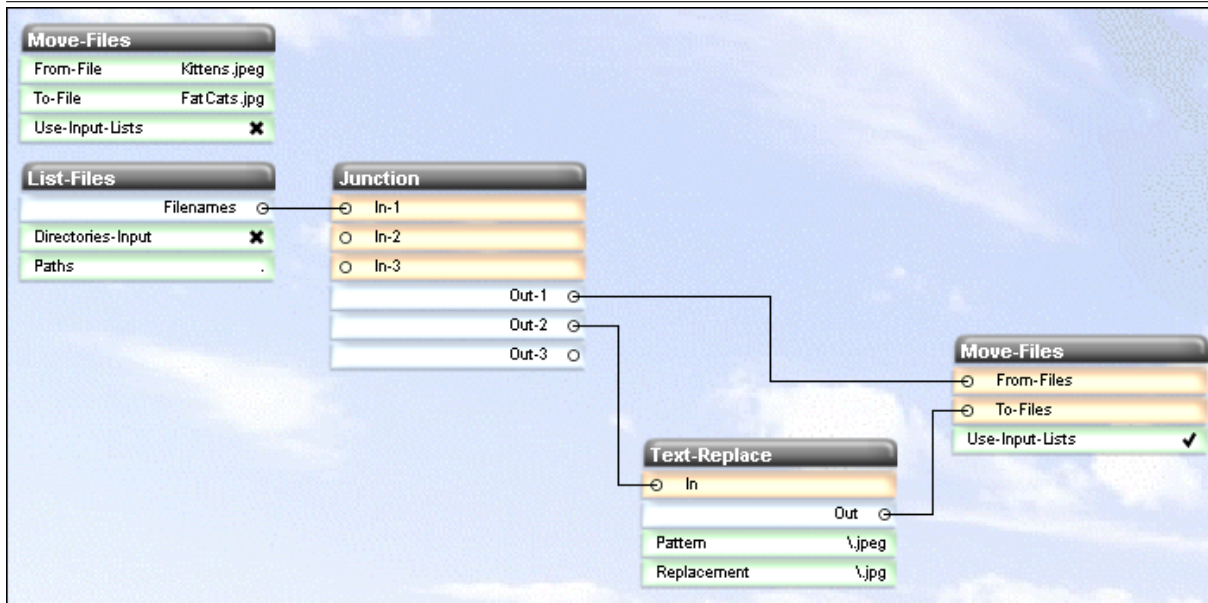 Move-Files
From-File Kittens.jpeg
To-File FatCats.jpg
Use-Input-Lists ✖
List-Files
Filenames
Directories-Input ✖
Paths .
Junction
In-1
In-2
In-3
Out-1
Out-2
Out-3
Text-Replace
In
Out
Pattern \.jpeg
Replacement \.jpg
Move-Files
From-Files
To-Files
Use-Input-Lists ✔